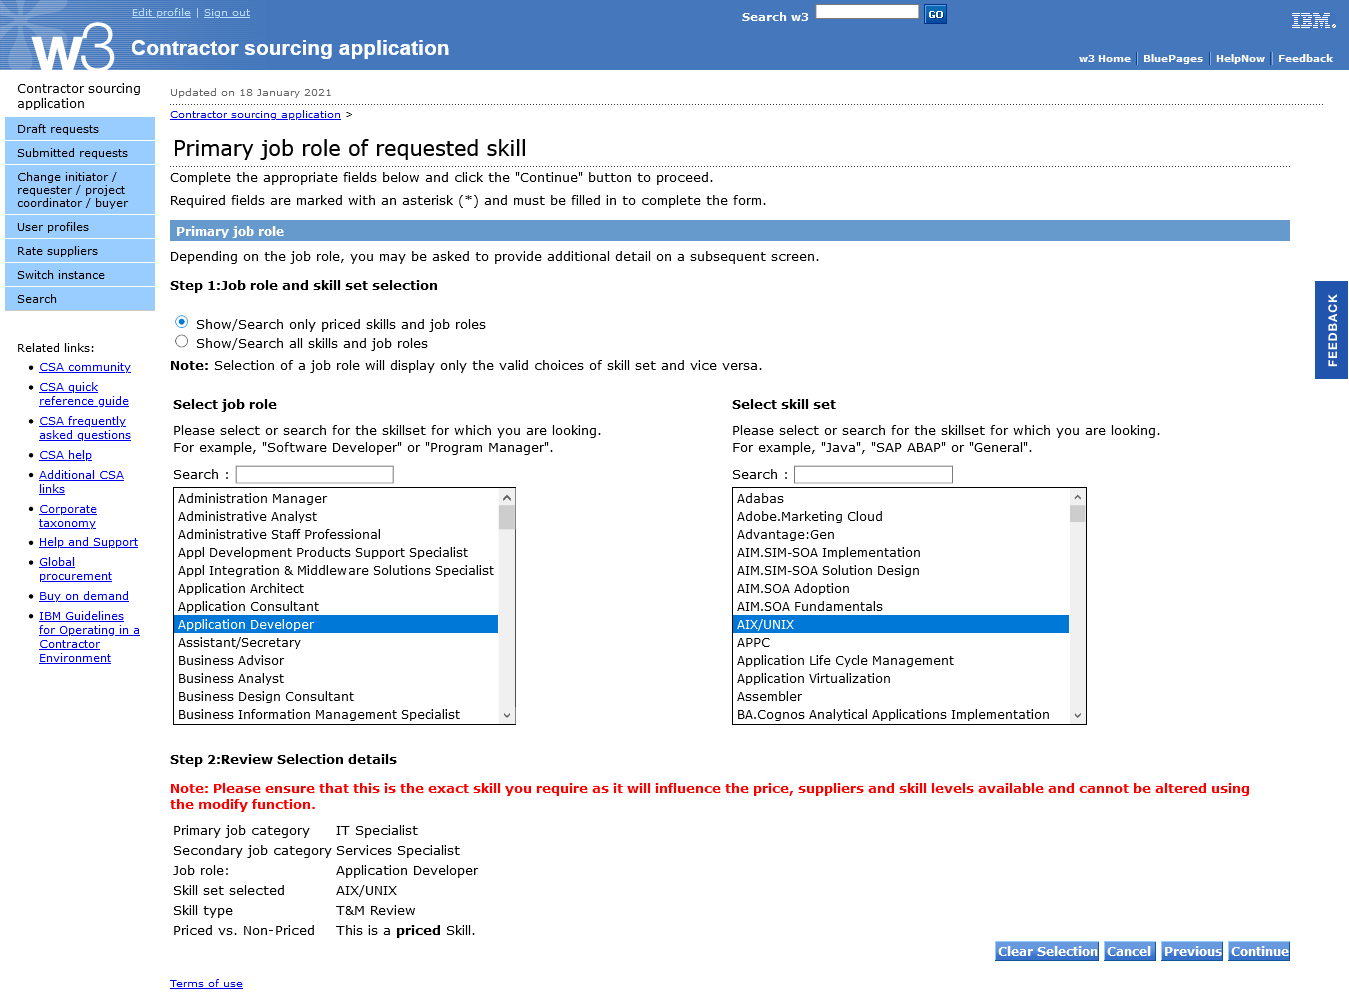 Edit profile | Sign out
Search w3
GO
IBM.
w3
Contractor sourcing application
w3 Home
BluePages
HelpNow
Feedback
Contractor sourcing
application
Draft requests
Submitted requests
Change initiator /
requester / project
coordinator / buyer
User profiles
Rate suppliers
Switch instance
Search
Related links:
• CSA community
• CSA quick
reference guide
• CSA frequently
asked questions
• CSA help
• Additional CSA
links
• Corporate
taxonomy
• Help and Support
• Global
procurement
• Buy on demand
• IBM Guidelines
for Operating in a
Contractor
Environment
Updated on 18 January 2021
Contractor sourcing application >
Primary job role of requested skill
Complete the appropriate fields below and click the "Continue" button to proceed.
Required fields are marked with an asterisk (*) and must be filled in to complete the form.
Primary job role
Depending on the job role, you may be asked to provide additional detail on a subsequent screen.
Step 1:Job role and skill set selection
Show/Search only priced skills and job roles
Show/Search all skills and job roles
Note: Selection of a job role will display only the valid choices of skill set and vice versa.
Select job role
Please select or search for the skillset for which you are looking.
For example, "Software Developer" or "Program Manager".
Search :
Administration Manager
Administrative Analyst
Administrative Staff Professional
Appl Development Products Support Specialist
Appl Integration & Middleware Solutions Specialist
Application Architect
Application Consultant
Application Developer
Assistant/Secretary
Business Advisor
Business Analyst
Business Design Consultant
Business Information Management Specialist
Select skill set
Please select or search for the skillset for which you are looking.
For example, "Java", "SAP ABAP" or "General".
Search :
Adabas
Adobe.Marketing Cloud
Advantage:Gen
AIM.SIM-SOA Implementation
AIM.SIM-SOA Solution Design
AIM.SOA Adoption
AIM.SOA Fundamentals
AIX/UNIX
APPC
Application Life Cycle Management
Application Virtualization
Assembler
BA.Cognos Analytical Applications Implementation
FEEDBACK
Step 2:Review Selection details
Note: Please ensure that this is the exact skill you require as it will influence the price, suppliers and skill levels available and cannot be altered using
the modify function.
Primary job category IT Specialist
Secondary job category Services Specialist
Job role: Application Developer
Skill set selected AIX/UNIX
Skill type T&M Review
Priced vs. Non-Priced This is a priced Skill.
Clear Selection
Cancel
Previous
Continue
Terms of use